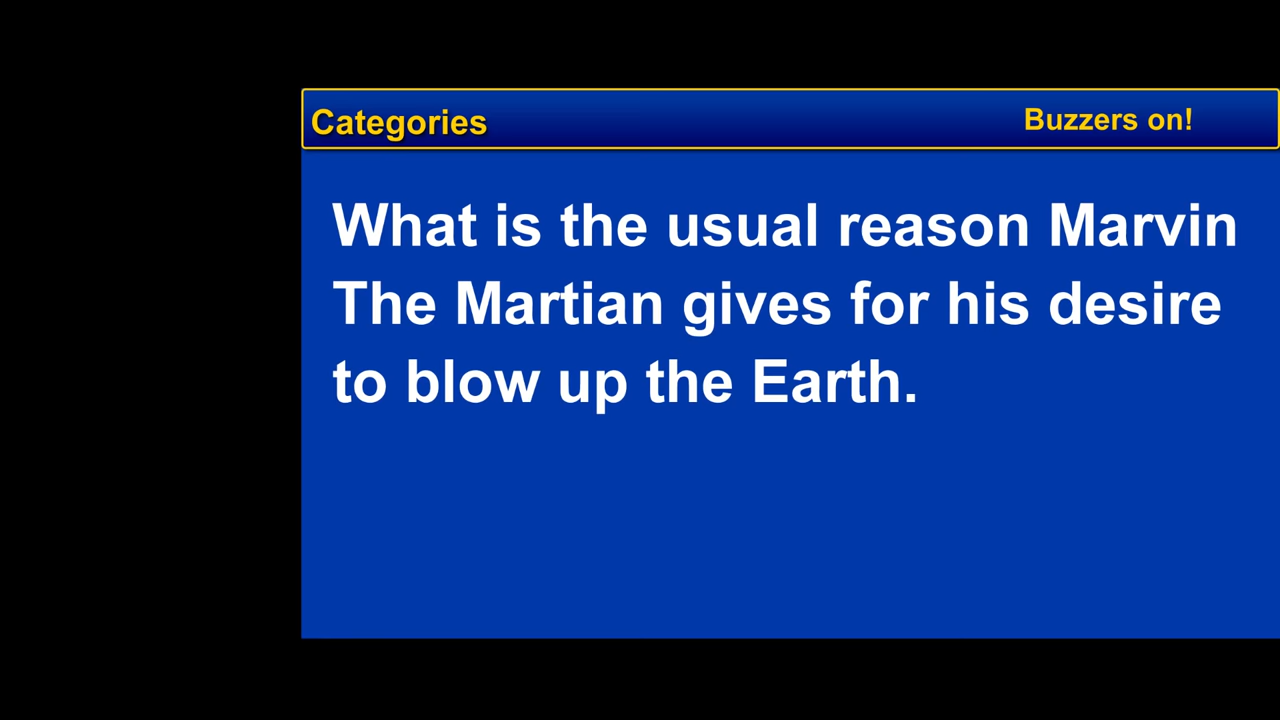 Categories
Buzzers on!
What is the usual reason Marvin
The Martian gives for his desire
to blow up the Earth.